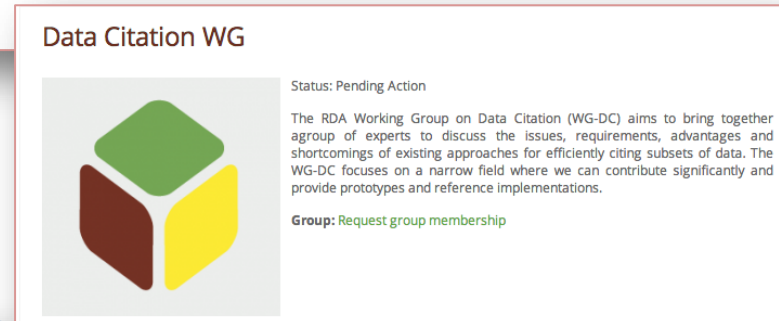 Data Citation WG
Status: Pending Action
The RDA Working Group on Data Citation (WG-DC) aims to bring together
agroup of experts to discuss the issues, requirements, advantages and
shortcomings of existing approaches for efficiently citing subsets of data. The
WG-DC focuses on a narrow field where we can contribute significantly and
provide prototypes and reference implementations.
Group: Request group membership